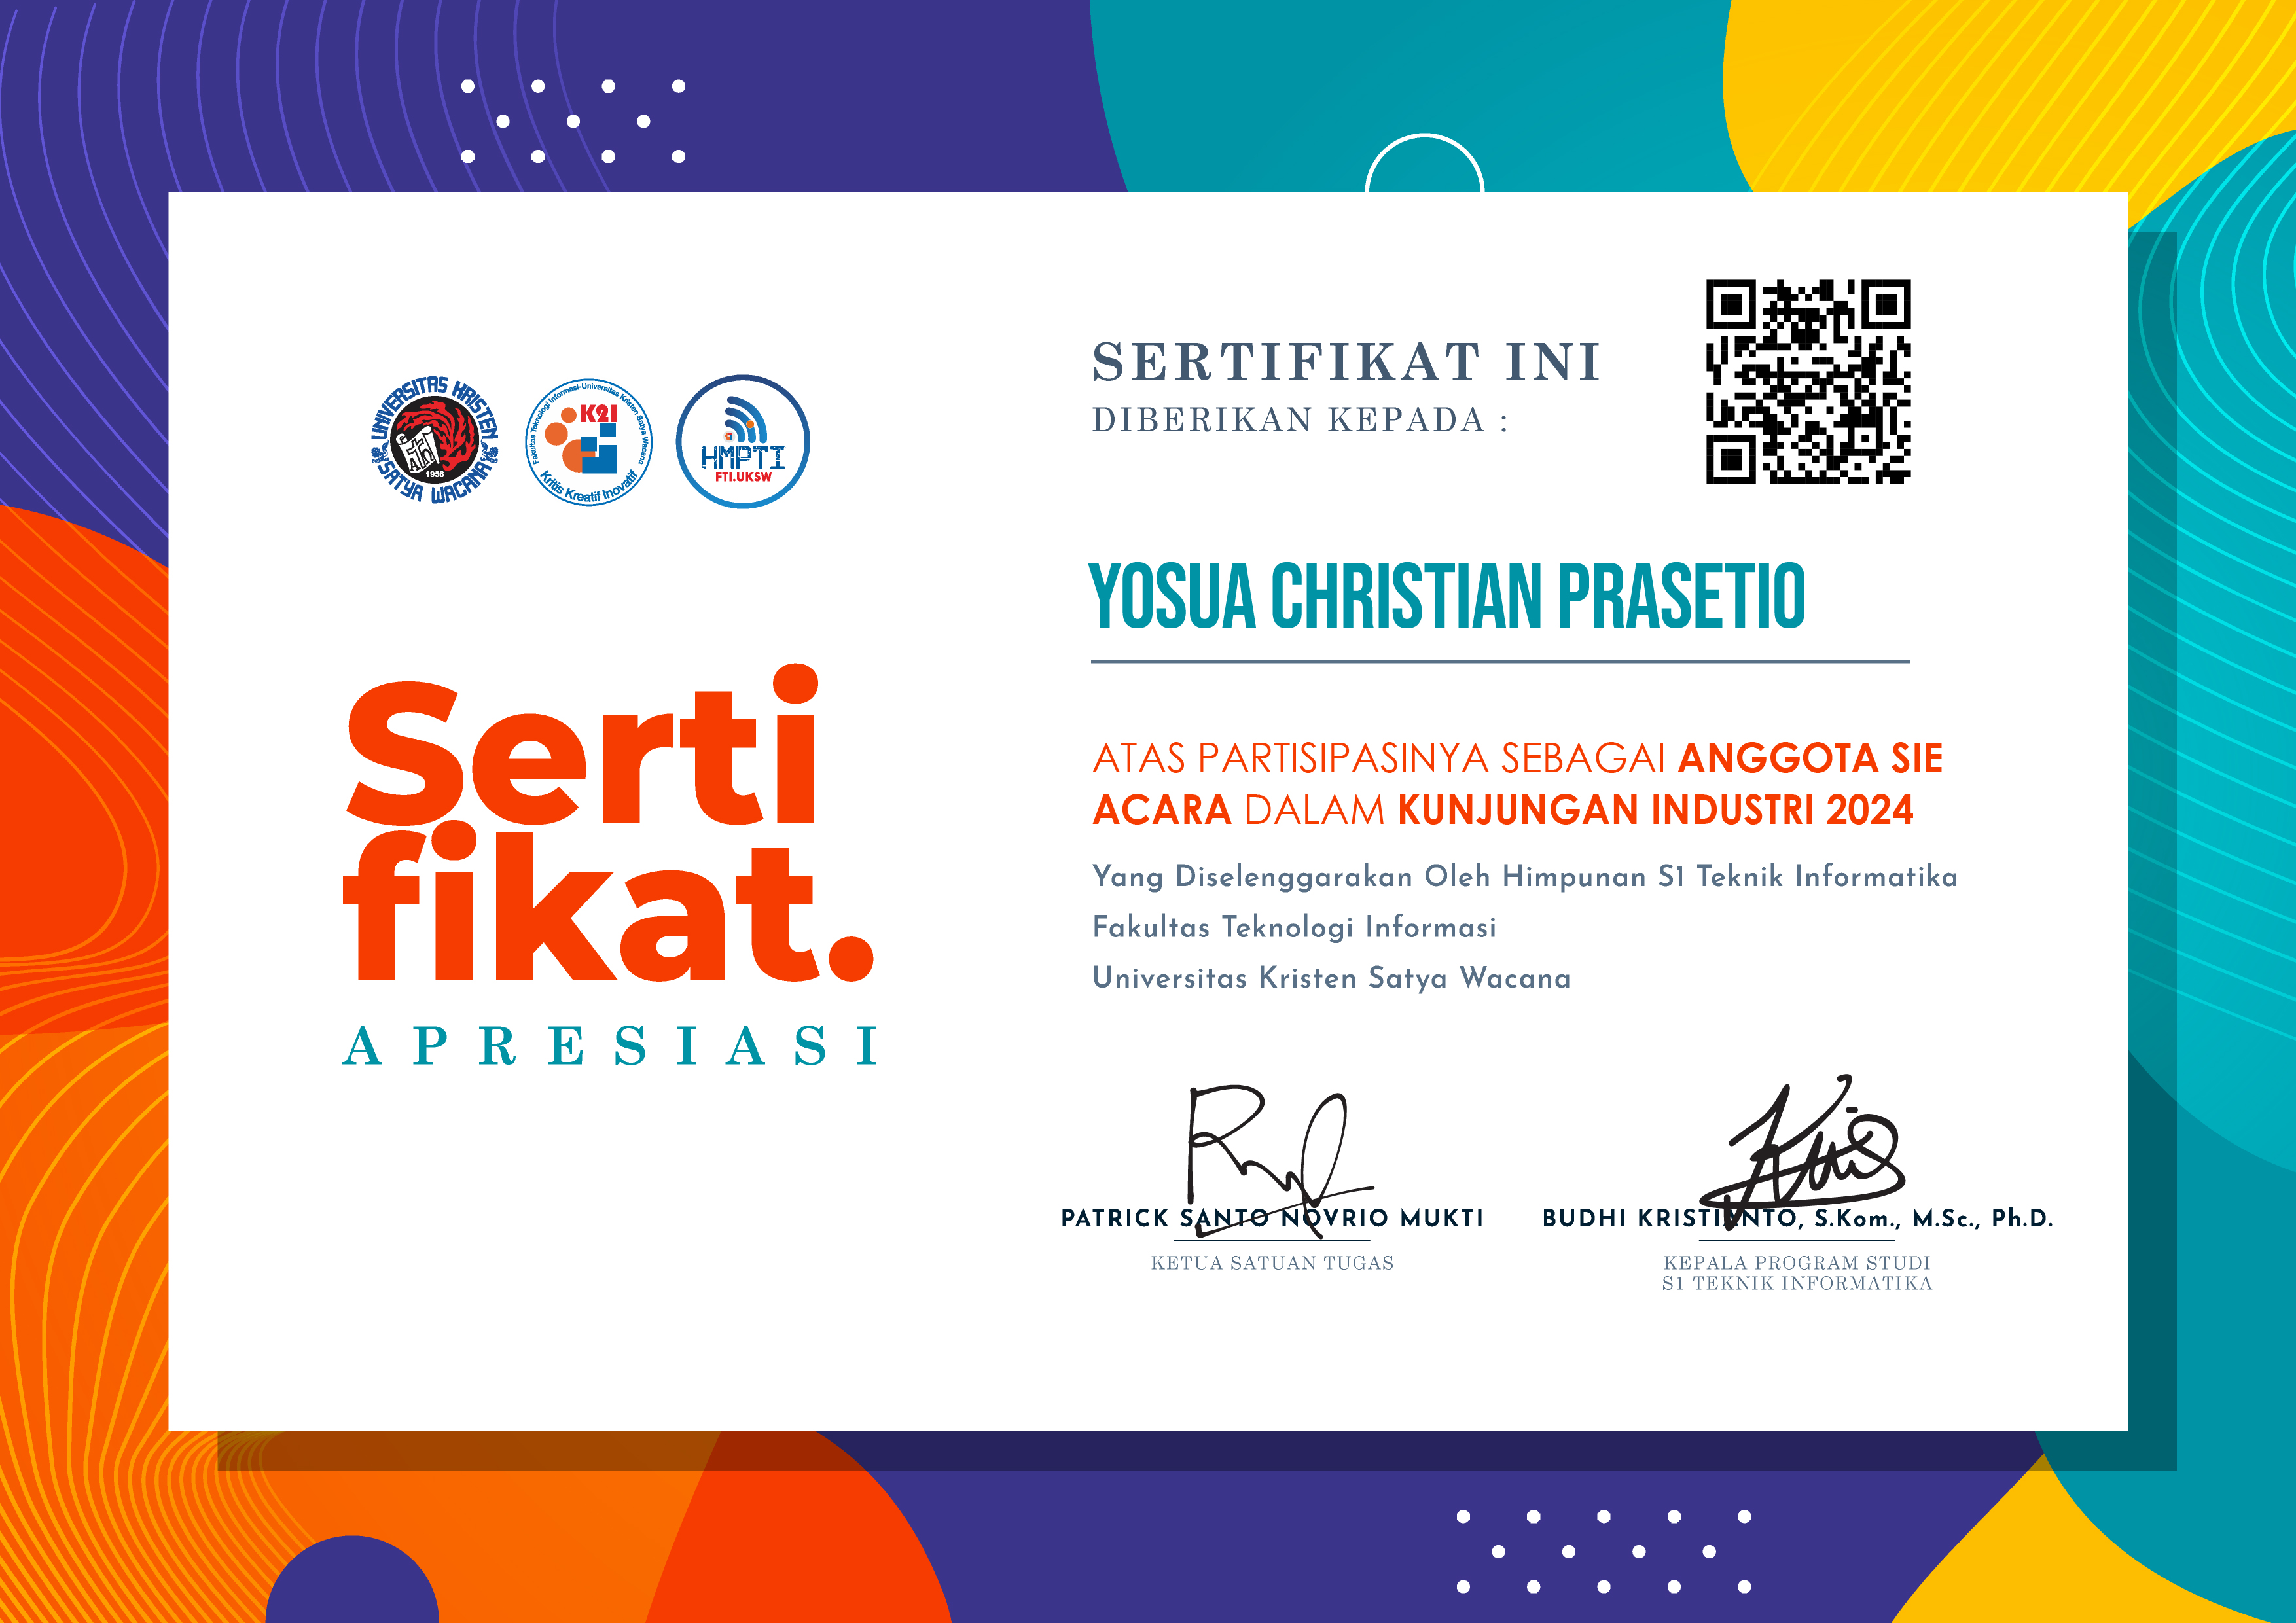 UNIVERSITAS KRISTEN
SATYA WACANA
1956
Fakultas Teknologi Informasi-Universitas Kristen Satya Wacana
K2I
Kritis Kreatif Inovatif
HMPTI
FTI.UKSW
Serti
fikat.
APRESIASI
SERTIFIKAT INI
DIBERIKAN KEPADA :
YOSUA CHRISTIAN PRASETIO
ATAS PARTISIPASINYA SEBAGAI ANGGOTA SIE
ACARA DALAM KUNJUNGAN INDUSTRI 2024
Yang Diselenggarakan Oleh Himpunan S1 Teknik Informatika
Fakultas Teknologi Informasi
Universitas Kristen Satya Wacana
PATRICK SANTO NOVRIO MUKTI
KETUA SATUAN TUGAS
BUDHI KRISTIANTO, S.Kom., M.Sc., Ph.D.
KEPALA PROGRAM STUDI
S1 TEKNIK INFORMATIKA